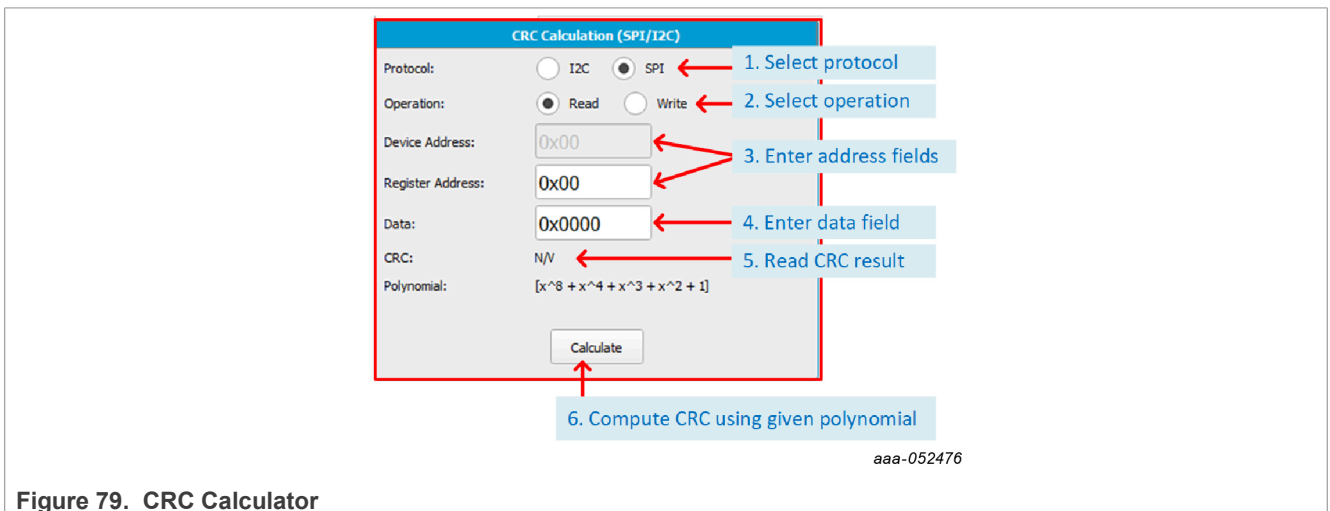 CRC Calculation (SPI/I2C)
Protocol: I2C SPI 1. Select protocol
Operation: Read Write 2. Select operation
Device Address: 0x00
3. Enter address fields
Register Address: 0x00
Data: 0x0000 4. Enter data field
CRC: N/V 5. Read CRC result
Polynomial: [x^8 + x^4 + x^3 + x^2 + 1]
Calculate
6. Compute CRC using given polynomial
aaa-052476
Figure 79. CRC Calculator